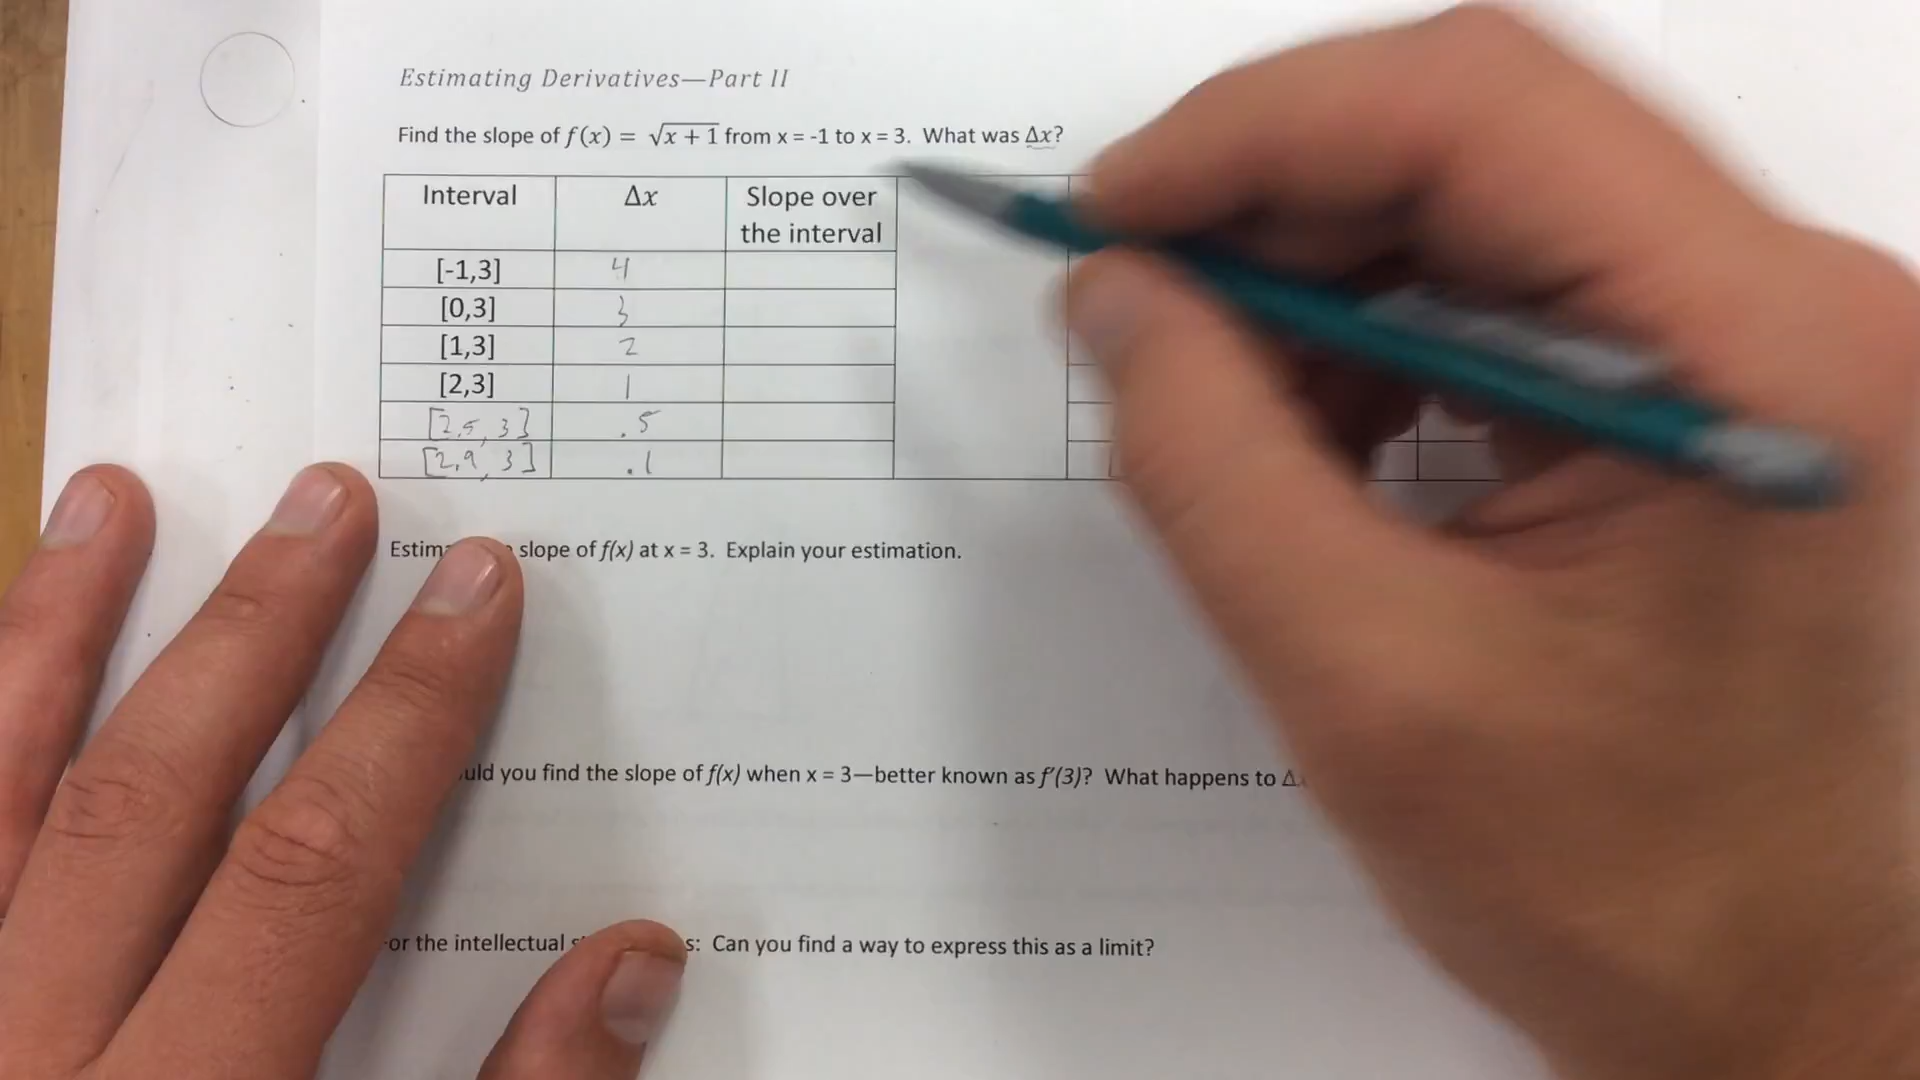 Estimating Derivatives—Part II
Find the slope of f(x) = √x + 1 from x = -1 to x = 3. What was Δx?
Interval Δx Slope over the interval
[-1,3] 4
[0,3] 3
[1,3] 2
[2,3] 1
[2.5, 3] .5
[2.9, 3] .1
slope of f(x) at x = 3. Explain your estimation.
you find the slope of f(x) when x = 3—better known as f'(3)? What happens to
the intellectual Can you find a way to express this as a limit?